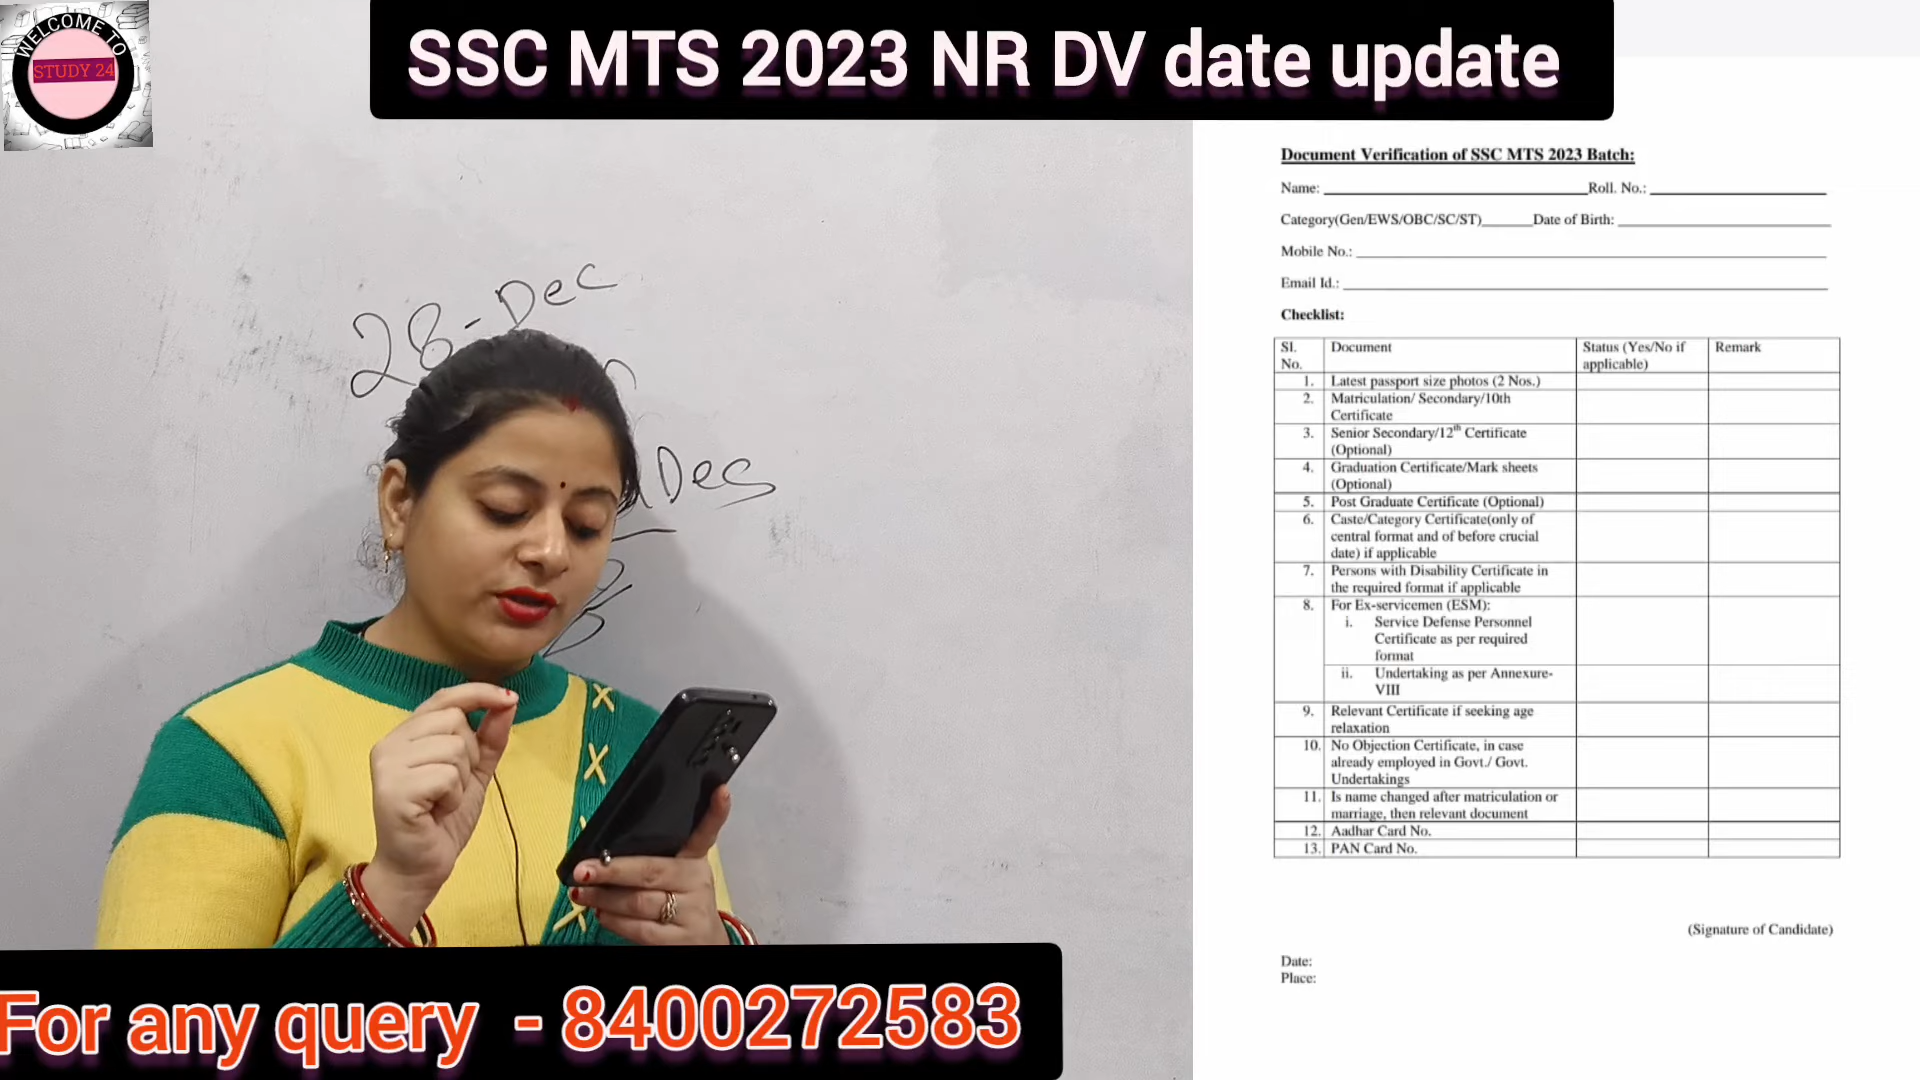 WELCOME TO
STUDY 24
SSC MTS 2023 NR DV date update
28-Dec
Dec
For any query - 8400272583
Document Verification of SSC MTS 2023 Batch:
Name: Roll. No.:
Category(Gen/EWS/OBC/SC/ST) Date of Birth:
Mobile No.:
Email Id.:
Checklist:
Sl. Document Status (Yes/No if Remark
No. applicable)
1. Latest passport size photos (2 Nos.)
2. Matriculation/ Secondary/10th
Certificate
3. Senior Secondary/12th Certificate
(Optional)
4. Graduation Certificate/Mark sheets
(Optional)
5. Post Graduate Certificate (Optional)
6. Caste/Category Certificate(only of
central format and of before crucial
date) if applicable
7. Persons with Disability Certificate in
the required format if applicable
8. For Ex-servicemen (ESM):
i. Service Defense Personnel
Certificate as per required
format
ii. Undertaking as per Annexure-
VIII
9. Relevant Certificate if seeking age
relaxation
10. No Objection Certificate, in case
already employed in Govt./ Govt.
Undertakings
11. Is name changed after matriculation or
marriage, then relevant document
12. Aadhar Card No.
13. PAN Card No.
(Signature of Candidate)
Date:
Place: